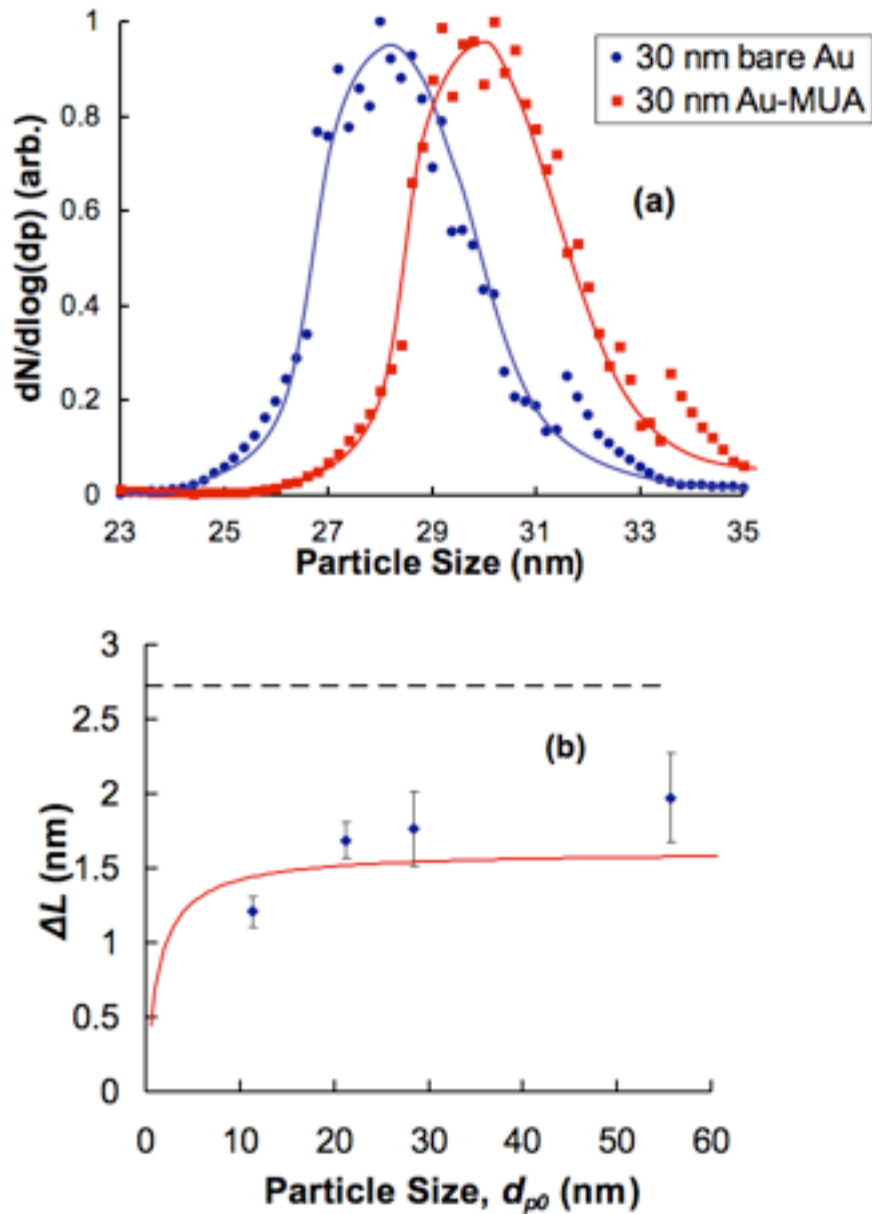 1
30 nm bare Au
30 nm Au-MUA
0.8
(a)
0.6
0.4
0.2
0
dN/dlog(dp) (arb.)
23 25 27 29 31 33 35
Particle Size (nm)
3
2.5
(b)
2
1.5
1
0.5
0
ΔL (nm)
0 10 20 30 40 50 60
Particle Size, dp0 (nm)